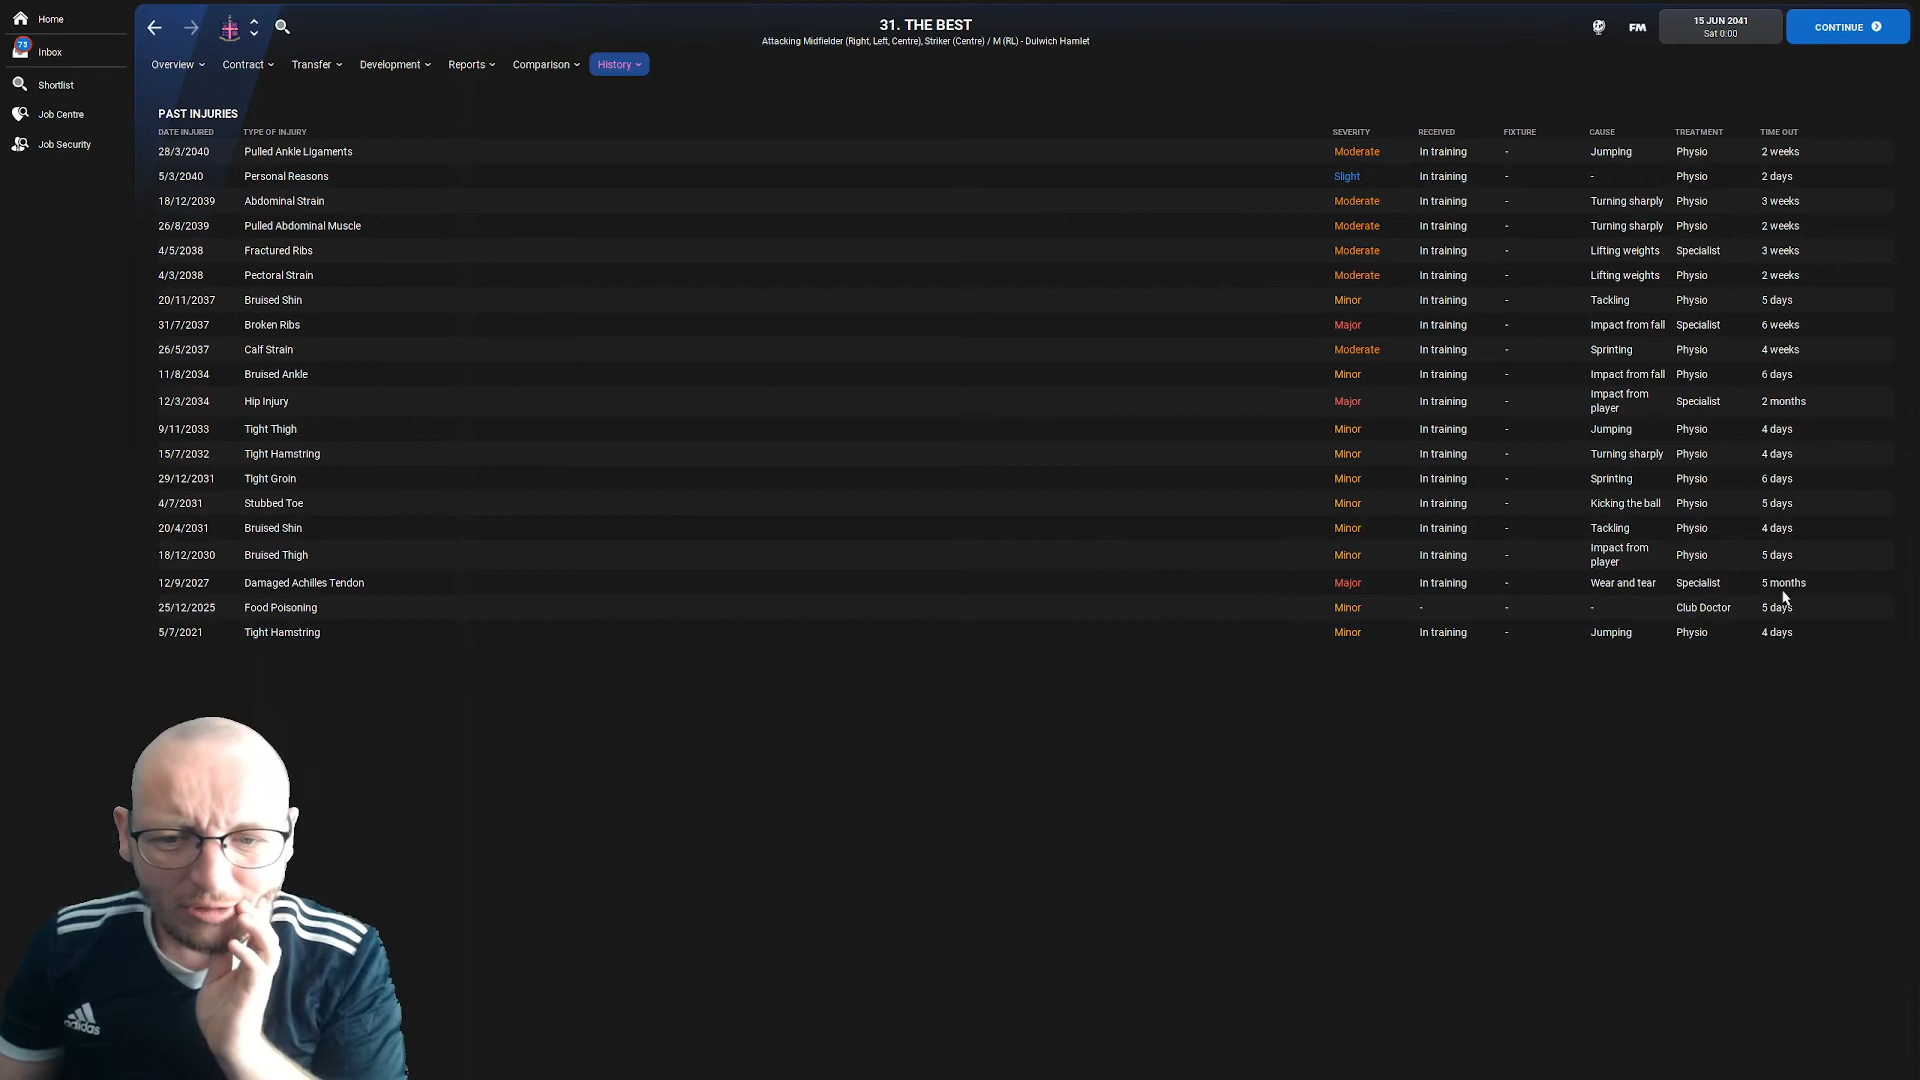 Home
75
Inbox
Shortlist
Job Centre
Job Security
31. THE BEST
Attacking Midfielder (Right, Left, Centre), Striker (Centre) / M (RL) - Dulwich Hamlet
FM
15 JUN 2041
Sat 0:00
CONTINUE
Overview Contract Transfer Development Reports Comparison History
PAST INJURIES
DATE INJURED TYPE OF INJURY SEVERITY RECEIVED FIXTURE CAUSE TREATMENT TIME OUT
28/3/2040 Pulled Ankle Ligaments Moderate In training - Jumping Physio 2 weeks
5/3/2040 Personal Reasons Slight In training - - Physio 2 days
18/12/2039 Abdominal Strain Moderate In training - Turning sharply Physio 3 weeks
26/8/2039 Pulled Abdominal Muscle Moderate In training - Turning sharply Physio 2 weeks
4/5/2038 Fractured Ribs Moderate In training - Lifting weights Specialist 3 weeks
4/3/2038 Pectoral Strain Moderate In training - Lifting weights Physio 2 weeks
20/11/2037 Bruised Shin Minor In training - Tackling Physio 5 days
31/7/2037 Broken Ribs Major In training - Impact from fall Specialist 6 weeks
26/5/2037 Calf Strain Moderate In training - Sprinting Physio 4 weeks
11/8/2034 Bruised Ankle Minor In training - Impact from fall Physio 6 days
12/3/2034 Hip Injury Major In training - Impact from player Specialist 2 months
9/11/2033 Tight Thigh Minor In training - Jumping Physio 4 days
15/7/2032 Tight Hamstring Minor In training - Turning sharply Physio 4 days
29/12/2031 Tight Groin Minor In training - Sprinting Physio 6 days
4/7/2031 Stubbed Toe Minor In training - Kicking the ball Physio 5 days
20/4/2031 Bruised Shin Minor In training - Tackling Physio 4 days
18/12/2030 Bruised Thigh Minor In training - Impact from player Physio 5 days
12/9/2027 Damaged Achilles Tendon Major In training - Wear and tear Specialist 5 months
25/12/2025 Food Poisoning Minor - - - Club Doctor 5 days
5/7/2021 Tight Hamstring Minor In training - Jumping Physio 4 days
adidas